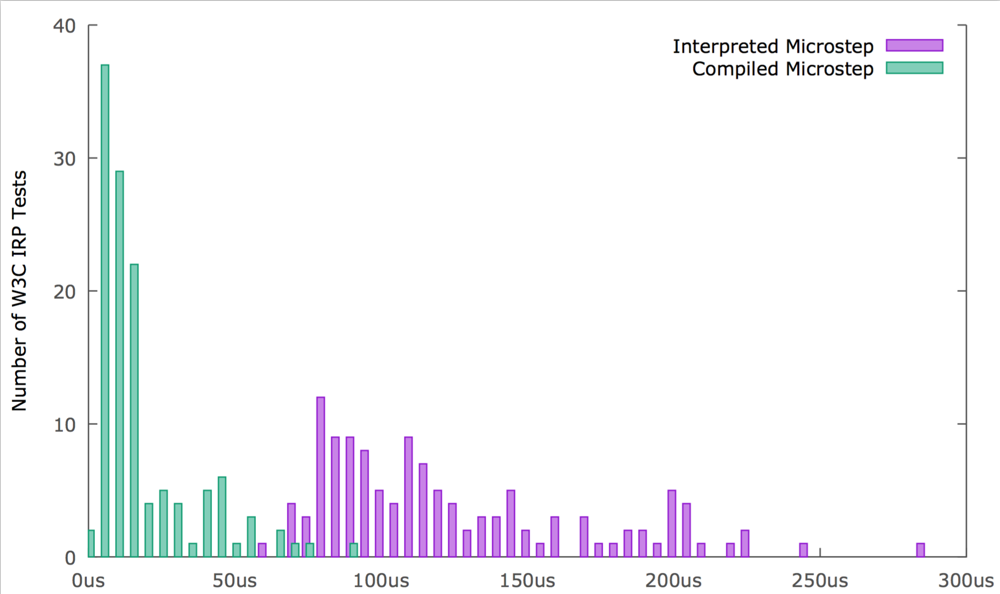 40
Interpreted Microstep
Compiled Microstep
30
Number of W3C IRP Tests
20
10
0
0us 50us 100us 150us 200us 250us 300us